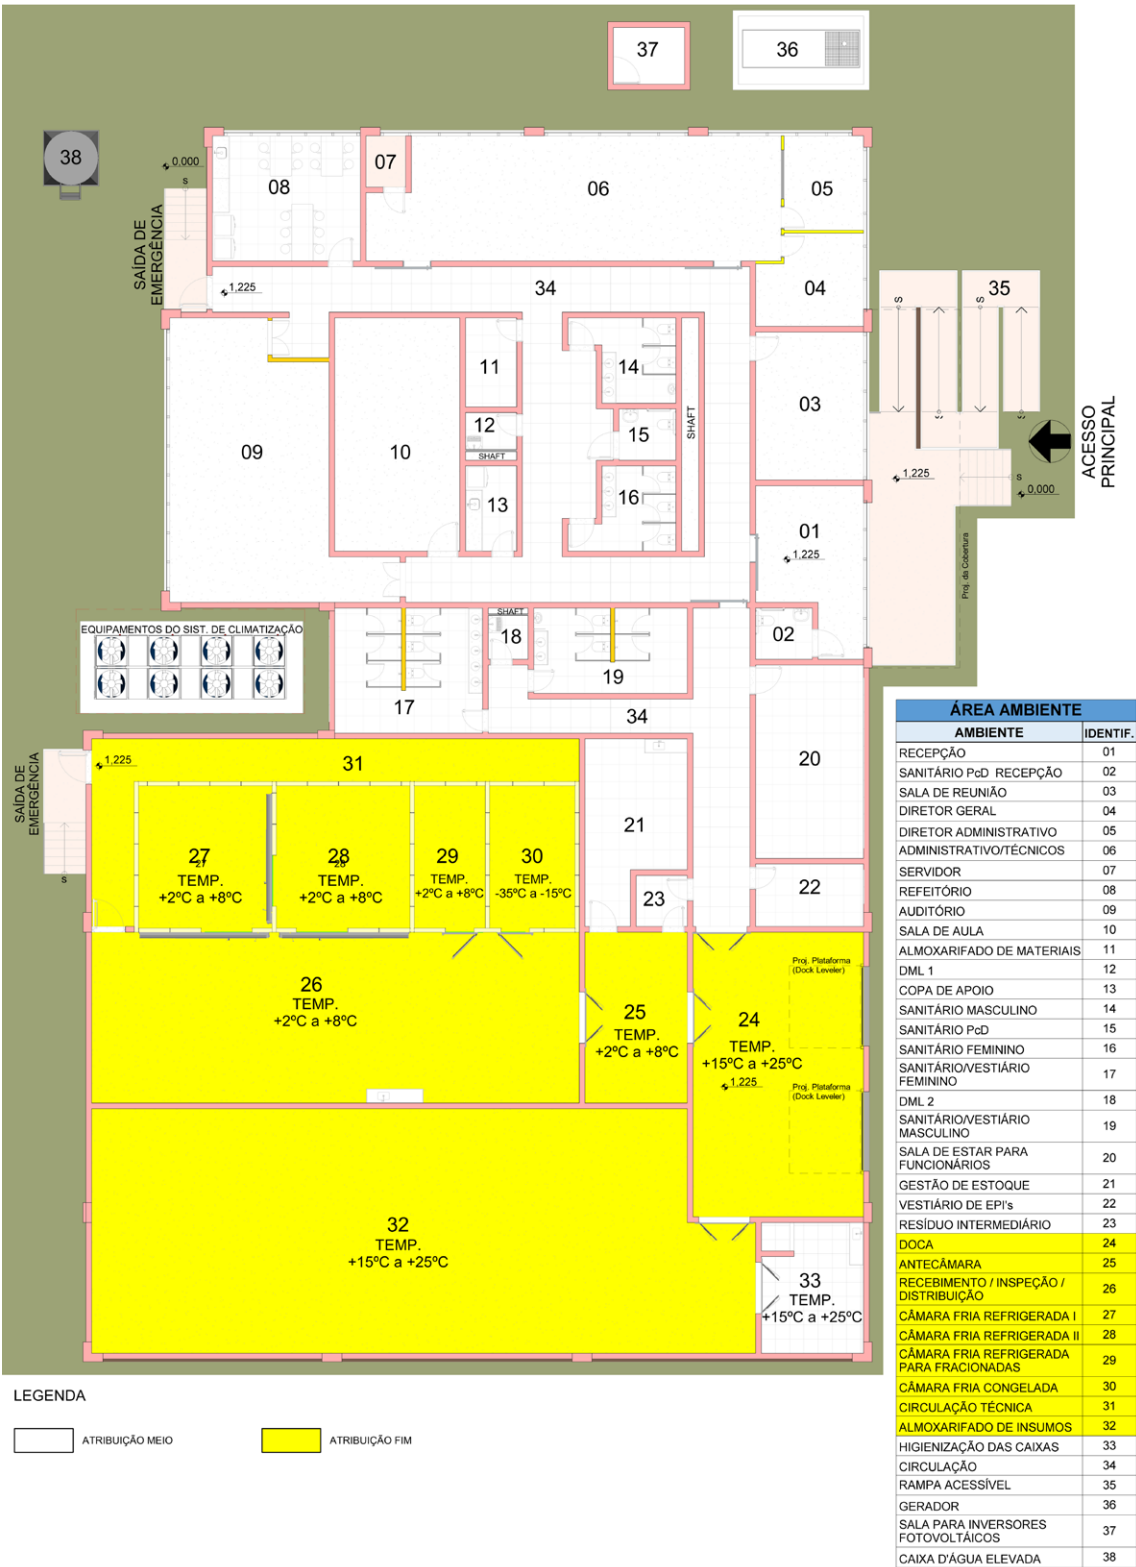 37
36
38
0.000
S
SAÍDA DE
EMERGÊNCIA
08
07
06
05
1,225
34
04
35
S
S
S
S
11
14
03
12
SHAFT
15
SHAFT
09
10
13
16
ACESSO
PRINCIPAL
1,225
S
0,000
01
1,225
Proj. da Cobertura
EQUIPAMENTOS DO SIST. DE CLIMATIZAÇÃO
SHAFT
18
02
19
17
34
SAÍDA DE
EMERGÊNCIA
S
1,225
31
20
21
27
27
TEMP.
+2ºC a +8ºC
28
28
TEMP.
+2ºC a +8ºC
29
TEMP.
+2ºC a +8ºC
30
TEMP.
-35ºC a -15ºC
23
22
26
TEMP.
+2ºC a +8ºC
25
TEMP.
+2ºC a +8ºC
Proj. Plataforma
(Dock Leveler)
24
TEMP.
+15ºC a +25ºC
1,225
Proj. Plataforma
(Dock Leveler)
32
TEMP.
+15ºC a +25ºC
33
TEMP.
+15ºC a +25ºC
LEGENDA
ATRIBUIÇÃO MEIO
ATRIBUIÇÃO FIM
ÁREA AMBIENTE
AMBIENTE IDENTIF.
RECEPÇÃO 01
SANITÁRIO PcD RECEPÇÃO 02
SALA DE REUNIÃO 03
DIRETOR GERAL 04
DIRETOR ADMINISTRATIVO 05
ADMINISTRATIVO/TÉCNICOS 06
SERVIDOR 07
REFEITÓRIO 08
AUDITÓRIO 09
SALA DE AULA 10
ALMOXARIFADO DE MATERIAIS 11
DML 1 12
COPA DE APOIO 13
SANITÁRIO MASCULINO 14
SANITÁRIO PcD 15
SANITÁRIO FEMININO 16
SANITÁRIO/VESTIÁRIO
FEMININO 17
DML 2 18
SANITÁRIO/VESTIÁRIO
MASCULINO 19
SALA DE ESTAR PARA
FUNCIONÁRIOS 20
GESTÃO DE ESTOQUE 21
VESTIÁRIO DE EPI's 22
RESÍDUO INTERMEDIÁRIO 23
DOCA 24
ANTECÂMARA 25
RECEBIMENTO / INSPEÇÃO /
DISTRIBUIÇÃO 26
CÂMARA FRIA REFRIGERADA I 27
CÂMARA FRIA REFRIGERADA II 28
CÂMARA FRIA REFRIGERADA
PARA FRACIONADAS 29
CÂMARA FRIA CONGELADA 30
CIRCULAÇÃO TÉCNICA 31
ALMOXARIFADO DE INSUMOS 32
HIGIENIZAÇÃO DAS CAIXAS 33
CIRCULAÇÃO 34
RAMPA ACESSÍVEL 35
GERADOR 36
SALA PARA INVERSORES
FOTOVOLTÁICOS 37
CAIXA D'ÁGUA ELEVADA 38